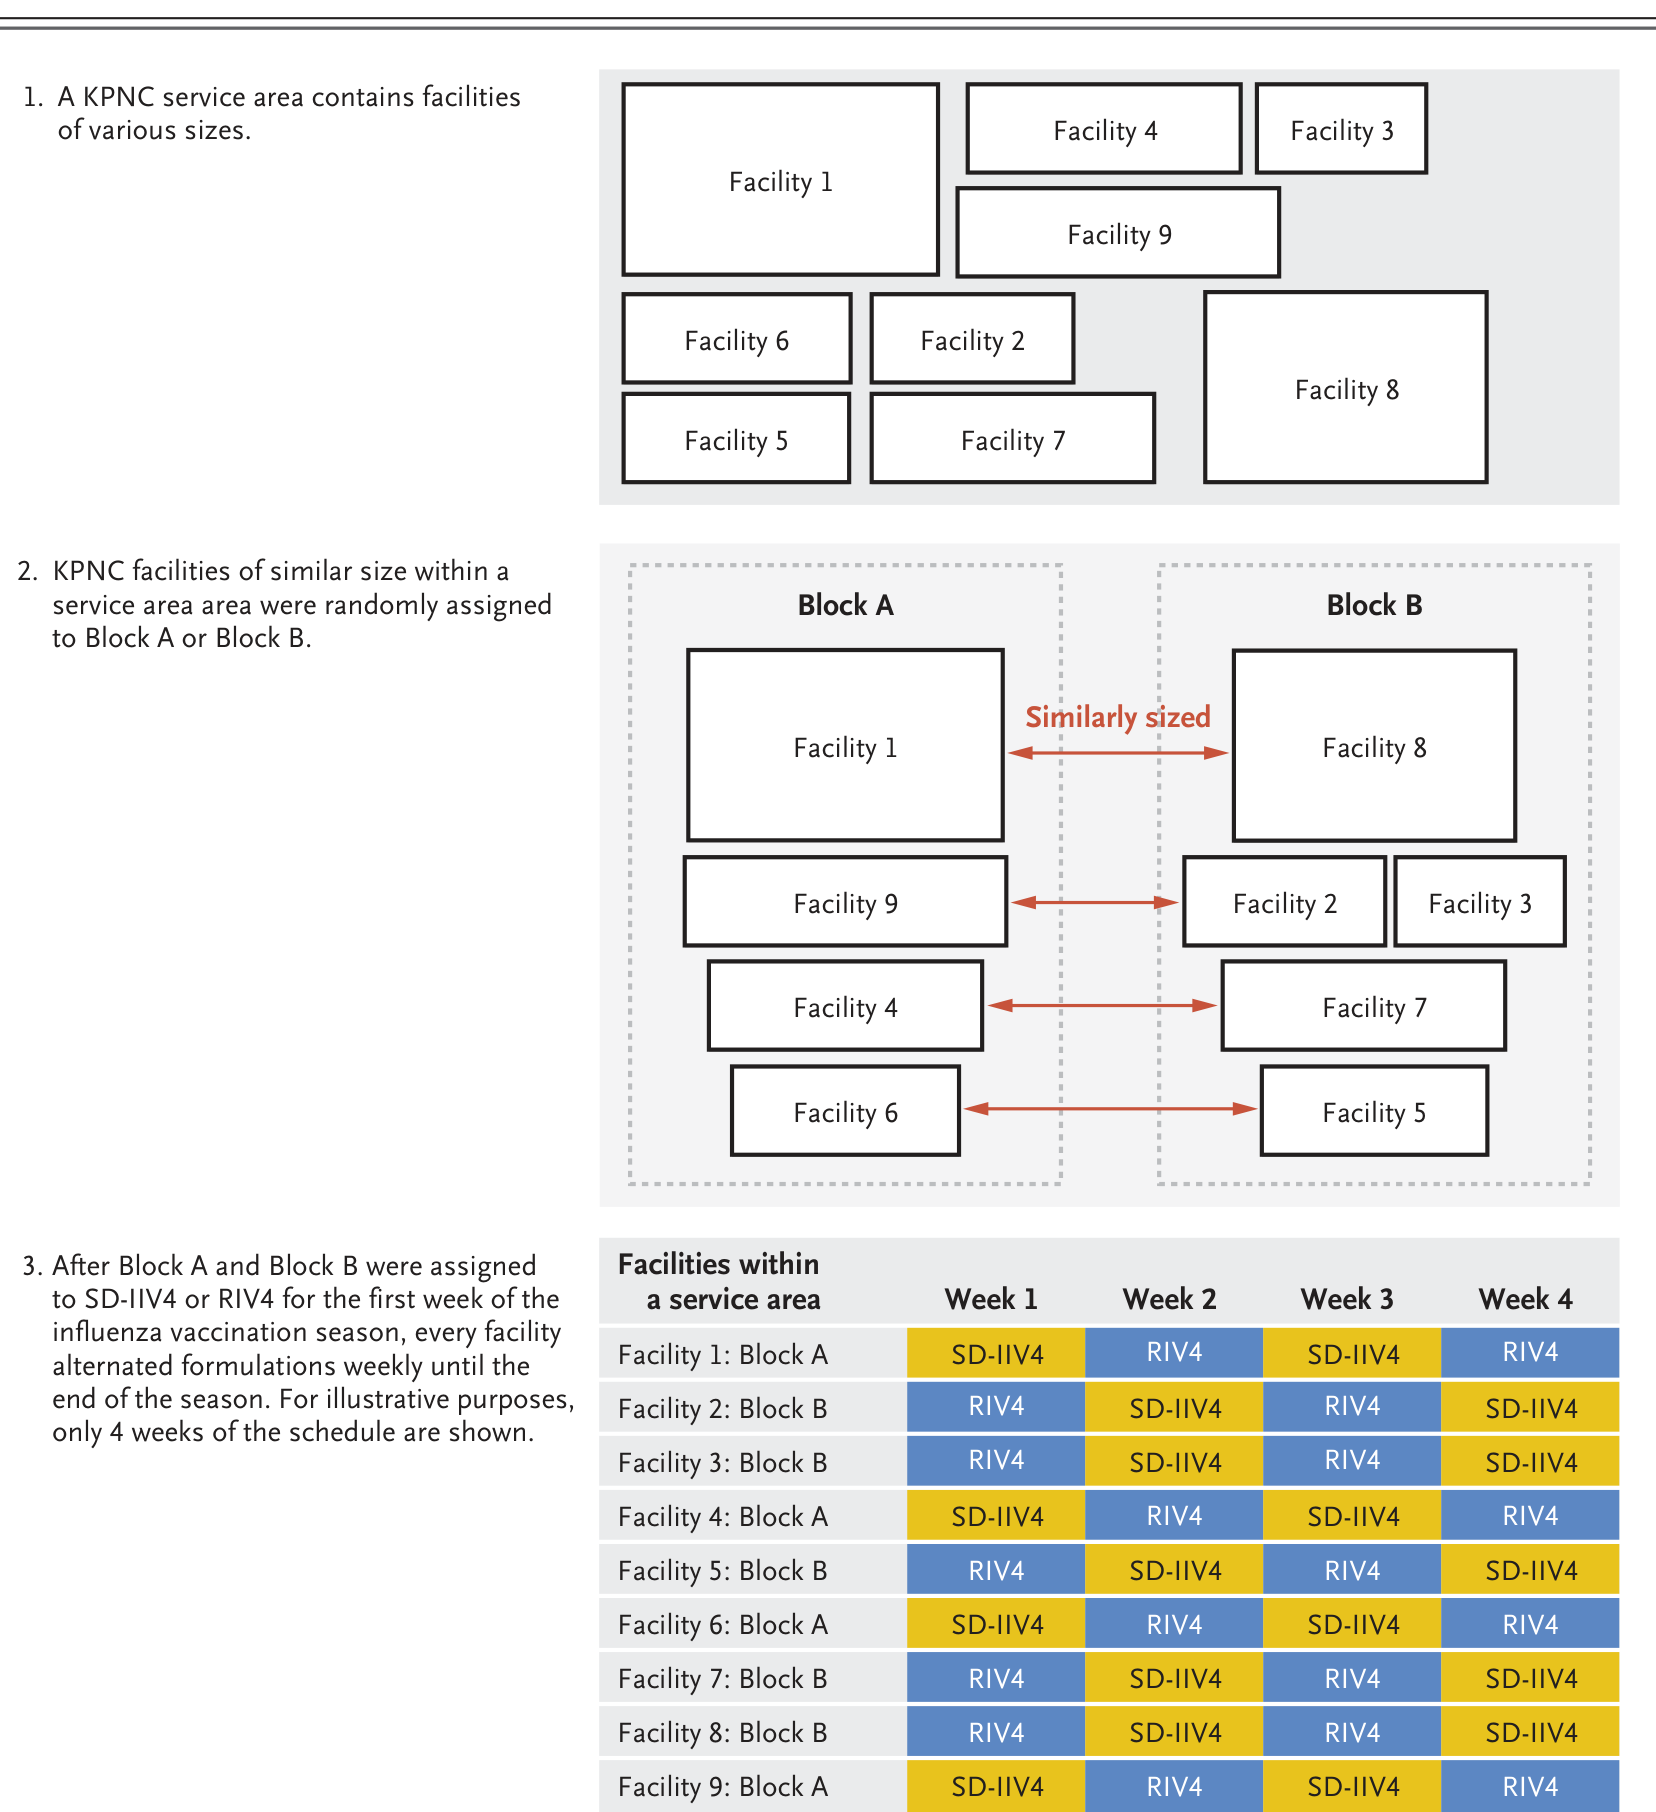 1. A KPNC service area contains facilities
of various sizes.
Facility 1
Facility 4
Facility 3
Facility 9
Facility 6
Facility 2
Facility 8
Facility 5
Facility 7
2. KPNC facilities of similar size within a
service area area were randomly assigned
to Block A or Block B.
Block A
Block B
Similarly sized
Facility 1
Facility 8
Facility 9
Facility 2
Facility 3
Facility 4
Facility 7
Facility 6
Facility 5
3. After Block A and Block B were assigned
to SD-IIV4 or RIV4 for the first week of the
influenza vaccination season, every facility
alternated formulations weekly until the
end of the season. For illustrative purposes,
only 4 weeks of the schedule are shown.
Facilities within
a service area Week 1 Week 2 Week 3 Week 4
Facility 1: Block A SD-IIV4 RIV4 SD-IIV4 RIV4
Facility 2: Block B RIV4 SD-IIV4 RIV4 SD-IIV4
Facility 3: Block B RIV4 SD-IIV4 RIV4 SD-IIV4
Facility 4: Block A SD-IIV4 RIV4 SD-IIV4 RIV4
Facility 5: Block B RIV4 SD-IIV4 RIV4 SD-IIV4
Facility 6: Block A SD-IIV4 RIV4 SD-IIV4 RIV4
Facility 7: Block B RIV4 SD-IIV4 RIV4 SD-IIV4
Facility 8: Block B RIV4 SD-IIV4 RIV4 SD-IIV4
Facility 9: Block A SD-IIV4 RIV4 SD-IIV4 RIV4